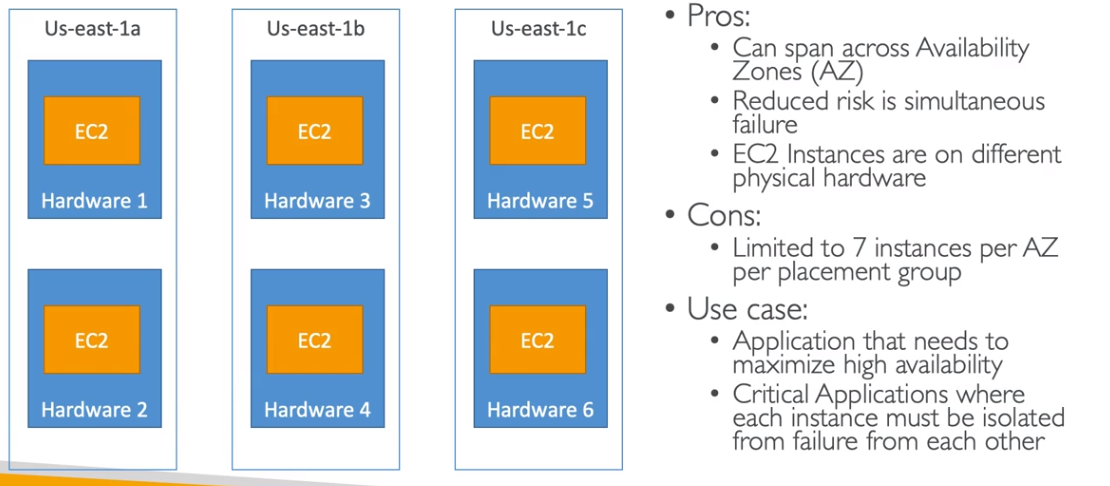 Us-east-1a
Us-east-1b
Us-east-1c
EC2
EC2
EC2
Hardware 1
Hardware 3
Hardware 5
EC2
EC2
EC2
Hardware 2
Hardware 4
Hardware 6
• Pros:
• Can span across Availability
Zones (AZ)
• Reduced risk is simultaneous
failure
• EC2 Instances are on different
physical hardware
• Cons:
• Limited to 7 instances per AZ
per placement group
• Use case:
• Application that needs to
maximize high availability
• Critical Applications where
each instance must be isolated
from failure from each other